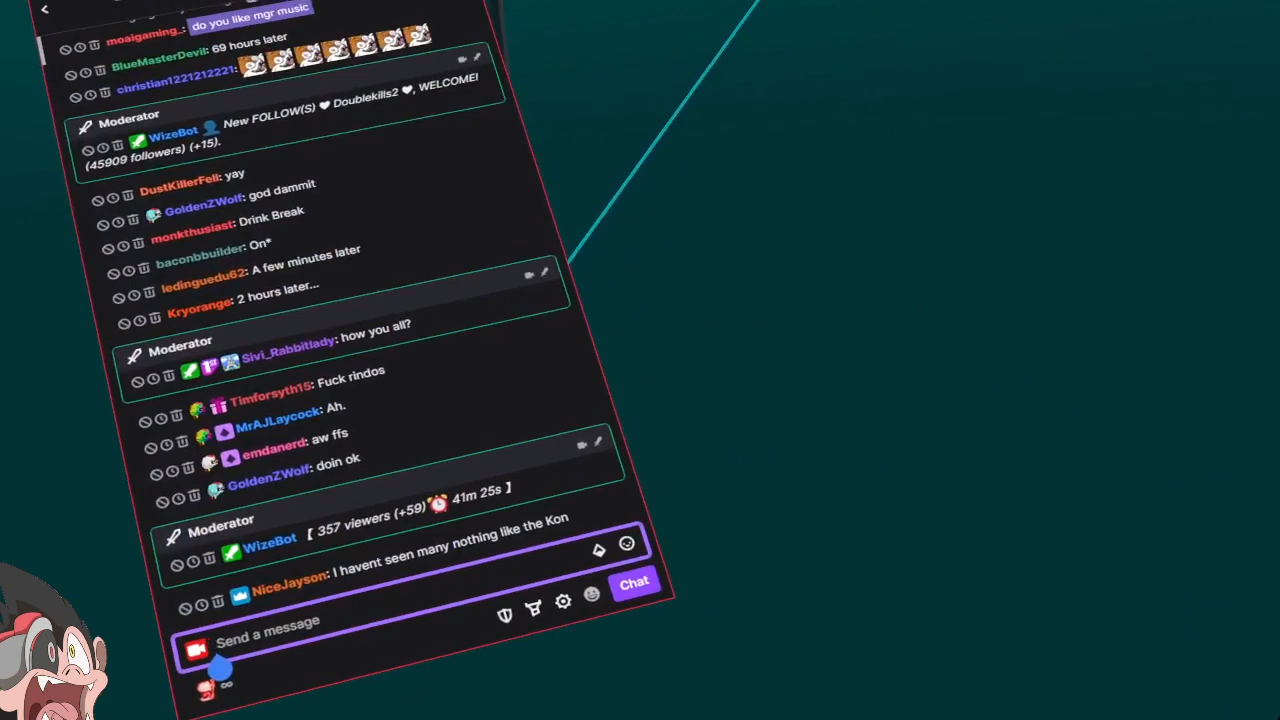 moaigaming_: do you like mgr music
BlueMasterDevil: 69 hours later
christian1221212221:
Moderator
WizeBot New FOLLOW(S) ❤ Doublekills2 ❤, WELCOME!
(45909 followers) (+15).
DustKillerFell: yay
GoldenZWolf: god dammit
monkthusiast: Drink Break
baconbbuilder: On*
ledinguedu62: A few minutes later
Kryorange: 2 hours later...
Moderator
Sivi_Rabbitlady: how you all?
Timforsyth15: Fuck rindos
MrAJLaycock: Ah.
emdanerd: aw ffs
GoldenZWolf: doin ok
Moderator
WizeBot 【 357 viewers (+59)⏰ 41m 25s 】
NiceJayson: I havent seen many nothing like the Kon
Send a message
Chat
∞